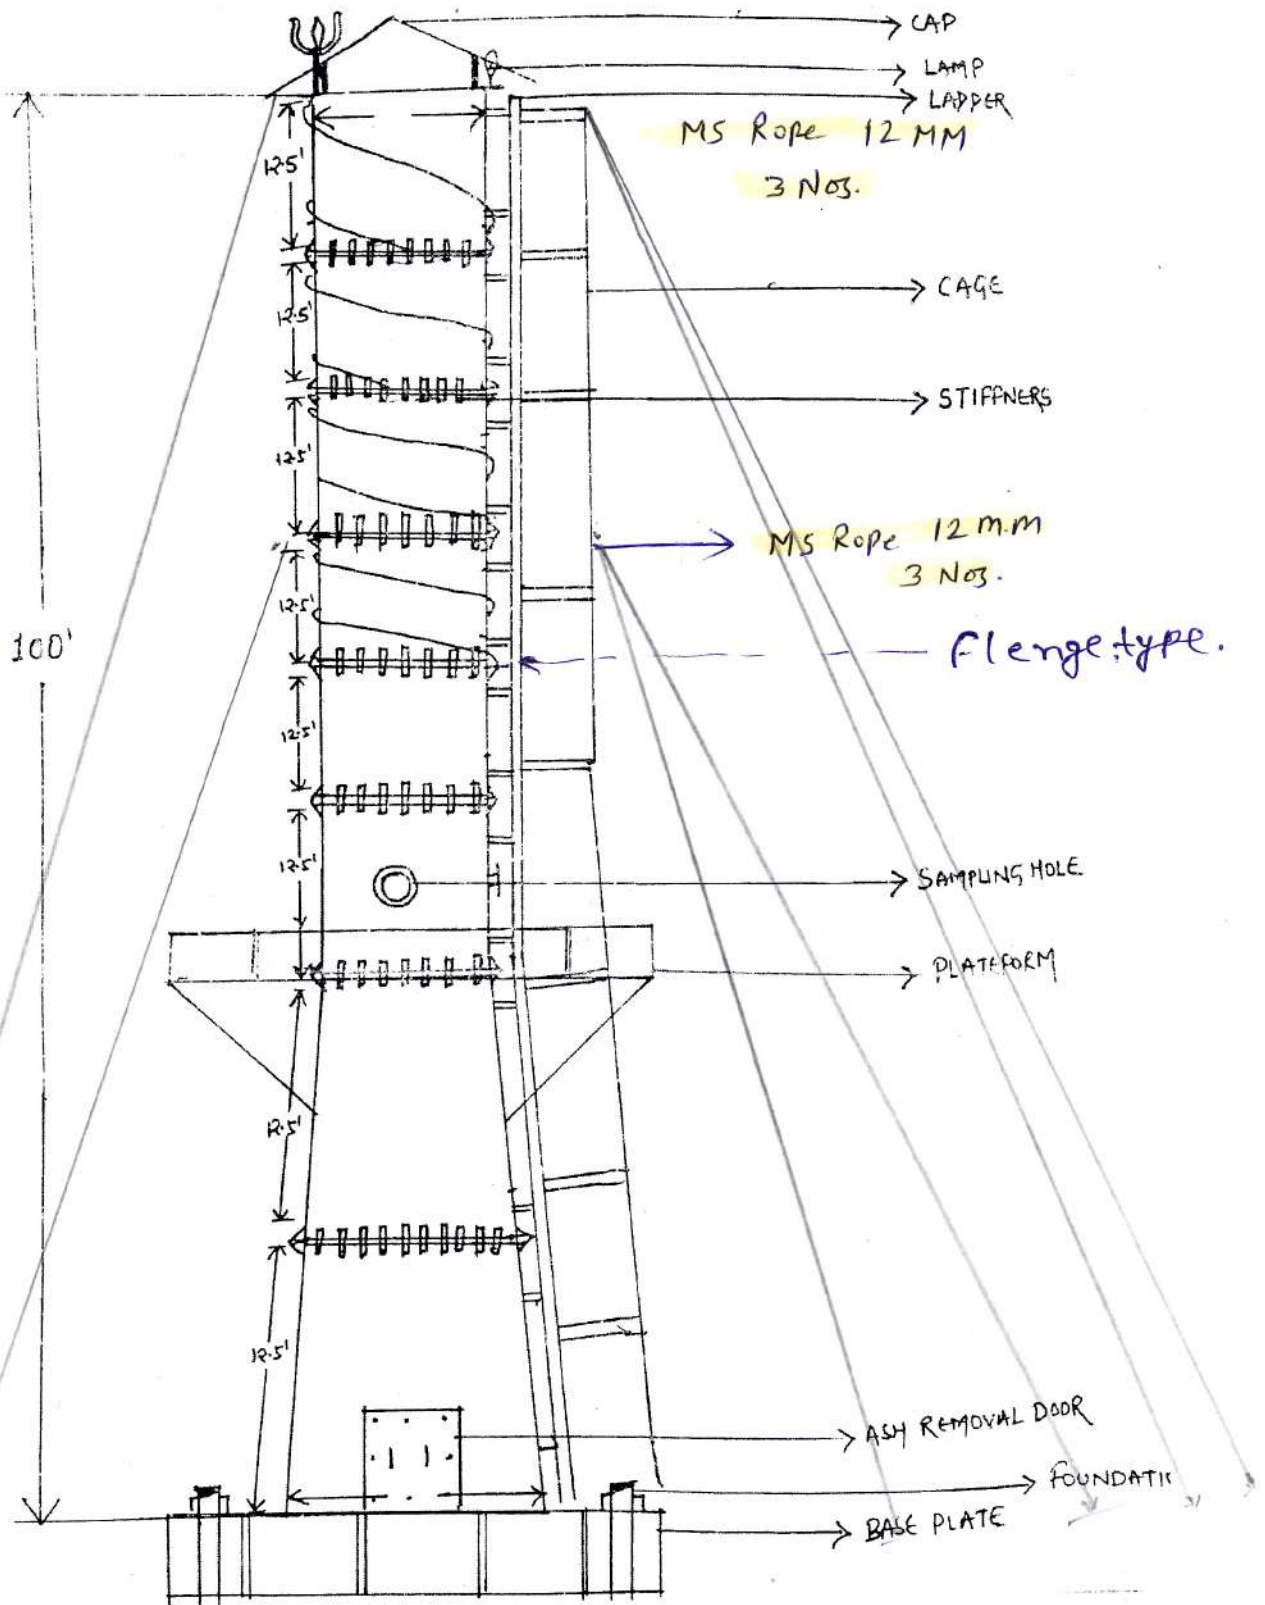 CAP
LAMP
LADDER
MS Rope 12 MM
3 Nos.
12.5'
CAGE
12.5'
STIFFNERS
12.5'
MS Rope 12 m.m
3 Nos.
12.5'
100'
Flenge type.
12.5'
12.5'
SAMPLING HOLE
PLATEFORM
12.5'
12.5'
ASH REMOVAL DOOR
FOUNDATI
BASE PLATE